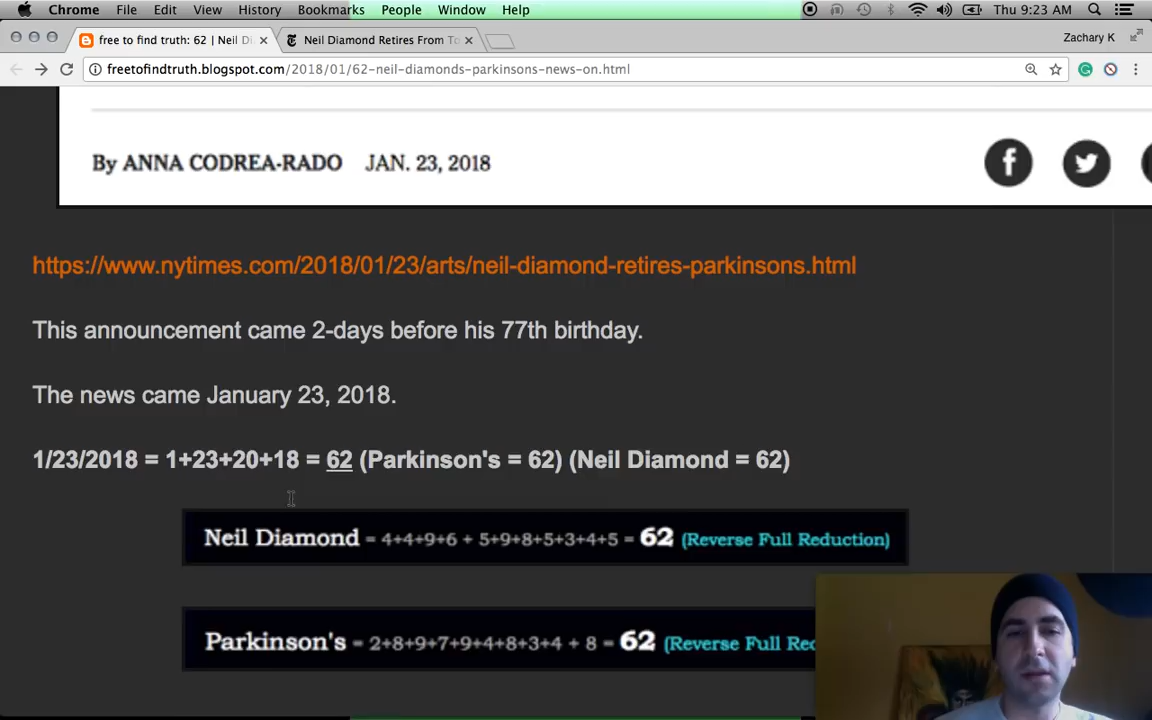 Chrome File Edit View History Bookmarks People Window Help Thu 9:23 AM
free to find truth: 62 | Neil Di Neil Diamond Retires From To
Zachary K
freetofindtruth.blogspot.com/2018/01/62-neil-diamonds-parkinsons-news-on.html
By ANNA CODREA-RADO JAN. 23, 2018
https://www.nytimes.com/2018/01/23/arts/neil-diamond-retires-parkinsons.html
This announcement came 2-days before his 77th birthday.
The news came January 23, 2018.
1/23/2018 = 1+23+20+18 = 62 (Parkinson's = 62) (Neil Diamond = 62)
Neil Diamond = 4+4+9+6 + 5+9+8+5+3+4+5 = 62 (Reverse Full Reduction)
Parkinson's = 2+8+9+7+9+4+8+3+4 + 8 = 62 (Reverse Full Rec